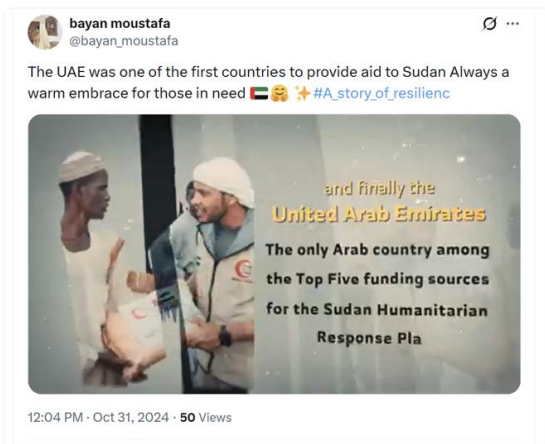 bayan moustafa
@bayan_moustafa
The UAE was one of the first countries to provide aid to Sudan Always a
warm embrace for those in need 🇦🇪🤗 ✨#A_story_of_resilienc
and finally the
United Arab Emirates
The only Arab country among
the Top Five funding sources
for the Sudan Humanitarian
Response Pla
12:04 PM · Oct 31, 2024 · 50 Views